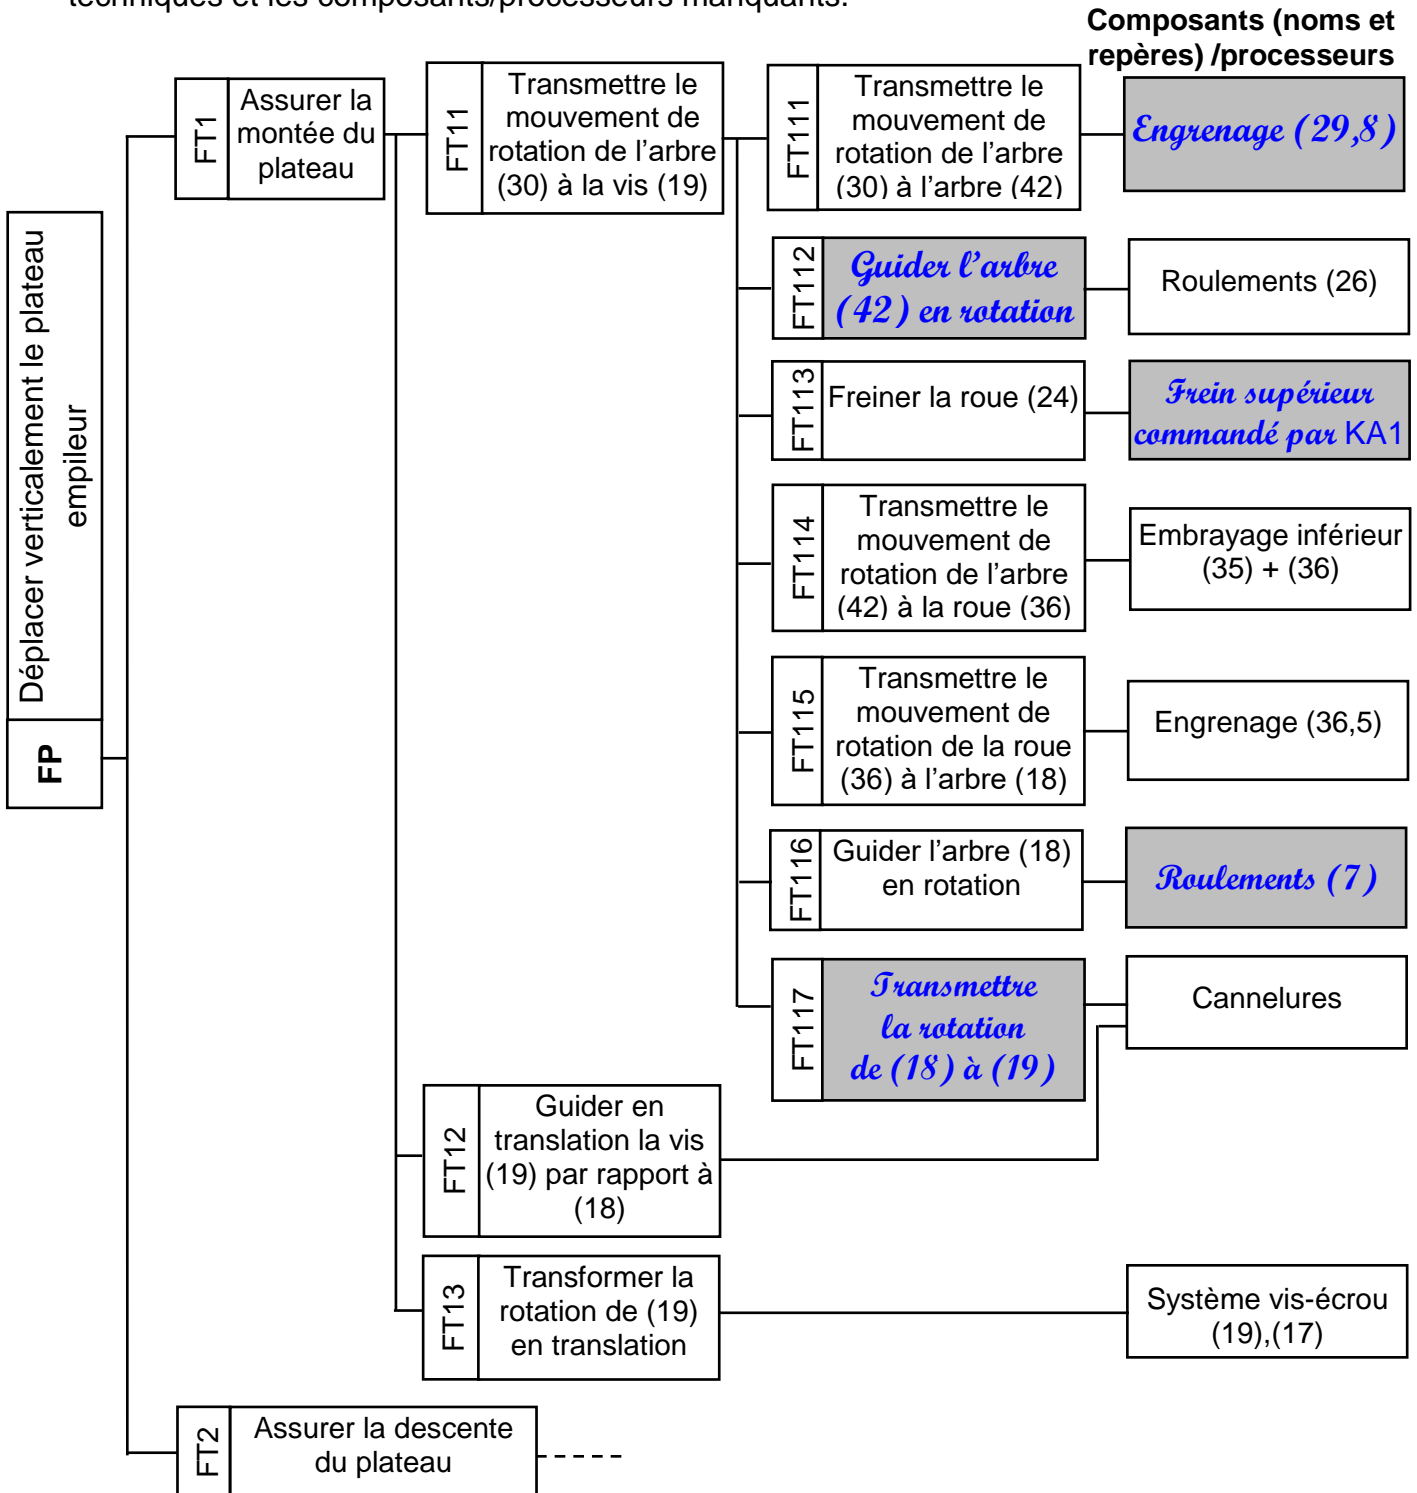 techniques et les composants/processeurs manquants.
Composants (noms et
repères) /processeurs
FP
Déplacer verticalement le plateau
empileur
FT1
Assurer la
montée du
plateau
FT11
Transmettre le
mouvement de
rotation de l'arbre
(30) à la vis (19)
FT111
Transmettre le
mouvement de
rotation de l'arbre
(30) à l'arbre (42)
Engrenage (29,8)
FT112
Guider l'arbre
(42) en rotation
Roulements (26)
FT113
Freiner la roue (24)
Frein supérieur
commandé par KA1
FT114
Transmettre le
mouvement de
rotation de l'arbre
(42) à la roue (36)
Embrayage inférieur
(35) + (36)
FT115
Transmettre le
mouvement de
rotation de la roue
(36) à l'arbre (18)
Engrenage (36,5)
FT116
Guider l'arbre (18)
en rotation
Roulements (7)
FT117
Transmettre
la rotation
de (18) à (19)
Cannelures
FT12
Guider en
translation la vis
(19) par rapport à
(18)
FT13
Transformer la
rotation de (19)
en translation
Système vis-écrou
(19),(17)
FT2
Assurer la descente
du plateau